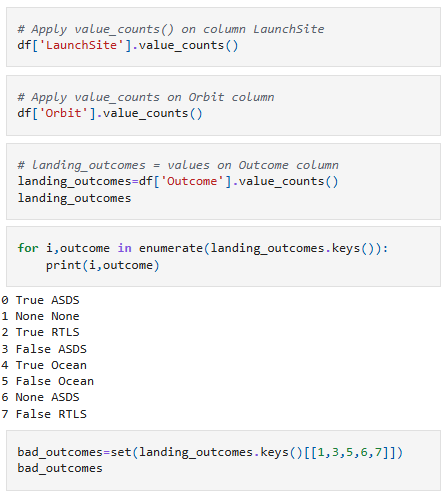 # Apply value_counts() on column LaunchSite
df['LaunchSite'].value_counts()
# Apply value_counts on Orbit column
df['Orbit'].value_counts()
# landing_outcomes = values on Outcome column
landing_outcomes=df['Outcome'].value_counts()
landing_outcomes
for i,outcome in enumerate(landing_outcomes.keys()):
    print(i,outcome)
0 True ASDS
1 None None
2 True RTLS
3 False ASDS
4 True Ocean
5 False Ocean
6 None ASDS
7 False RTLS
bad_outcomes=set(landing_outcomes.keys()[[1,3,5,6,7]])
bad_outcomes